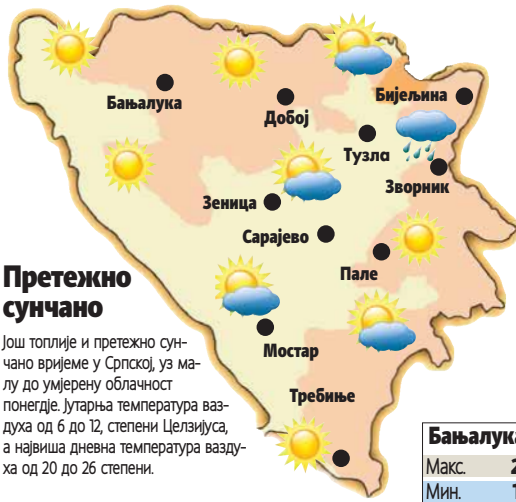 Бањалука
Добој
Бијељина
Тузла
Зворник
Зеница
Сарајево
Пале
Мостар
Требиње
Претежно
сунчано
Још топлије и претежно сун-
чано вријеме у Српској, уз ма-
лу до умјерену облачност
понегдје. Јутарња температура ваз-
духа од 6 до 12, степени Целзијуса,
а највиша дневна температура вазду-
ха од 20 до 26 степени.
Бањалука
Макс.
Мин.